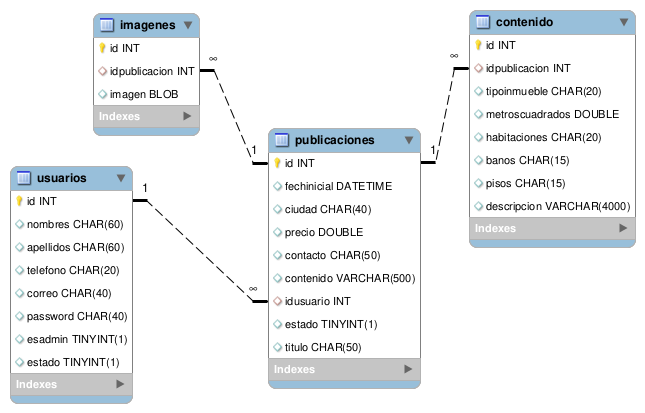 imagenes
id INT
idpublicacion INT
imagen BLOB
Indexes
contenido
id INT
idpublicacion INT
tipoinmueble CHAR(20)
metroscuadrados DOUBLE
habitaciones CHAR(20)
banos CHAR(15)
pisos CHAR(15)
descripcion VARCHAR(4000)
Indexes
publicaciones
id INT
fechinicial DATETIME
ciudad CHAR(40)
precio DOUBLE
contacto CHAR(50)
contenido VARCHAR(500)
idusuario INT
estado TINYINT(1)
titulo CHAR(50)
Indexes
usuarios
id INT
nombres CHAR(60)
apellidos CHAR(60)
telefono CHAR(20)
correo CHAR(40)
password CHAR(40)
esadmin TINYINT(1)
estado TINYINT(1)
Indexes
∞
1
∞
1
1
∞